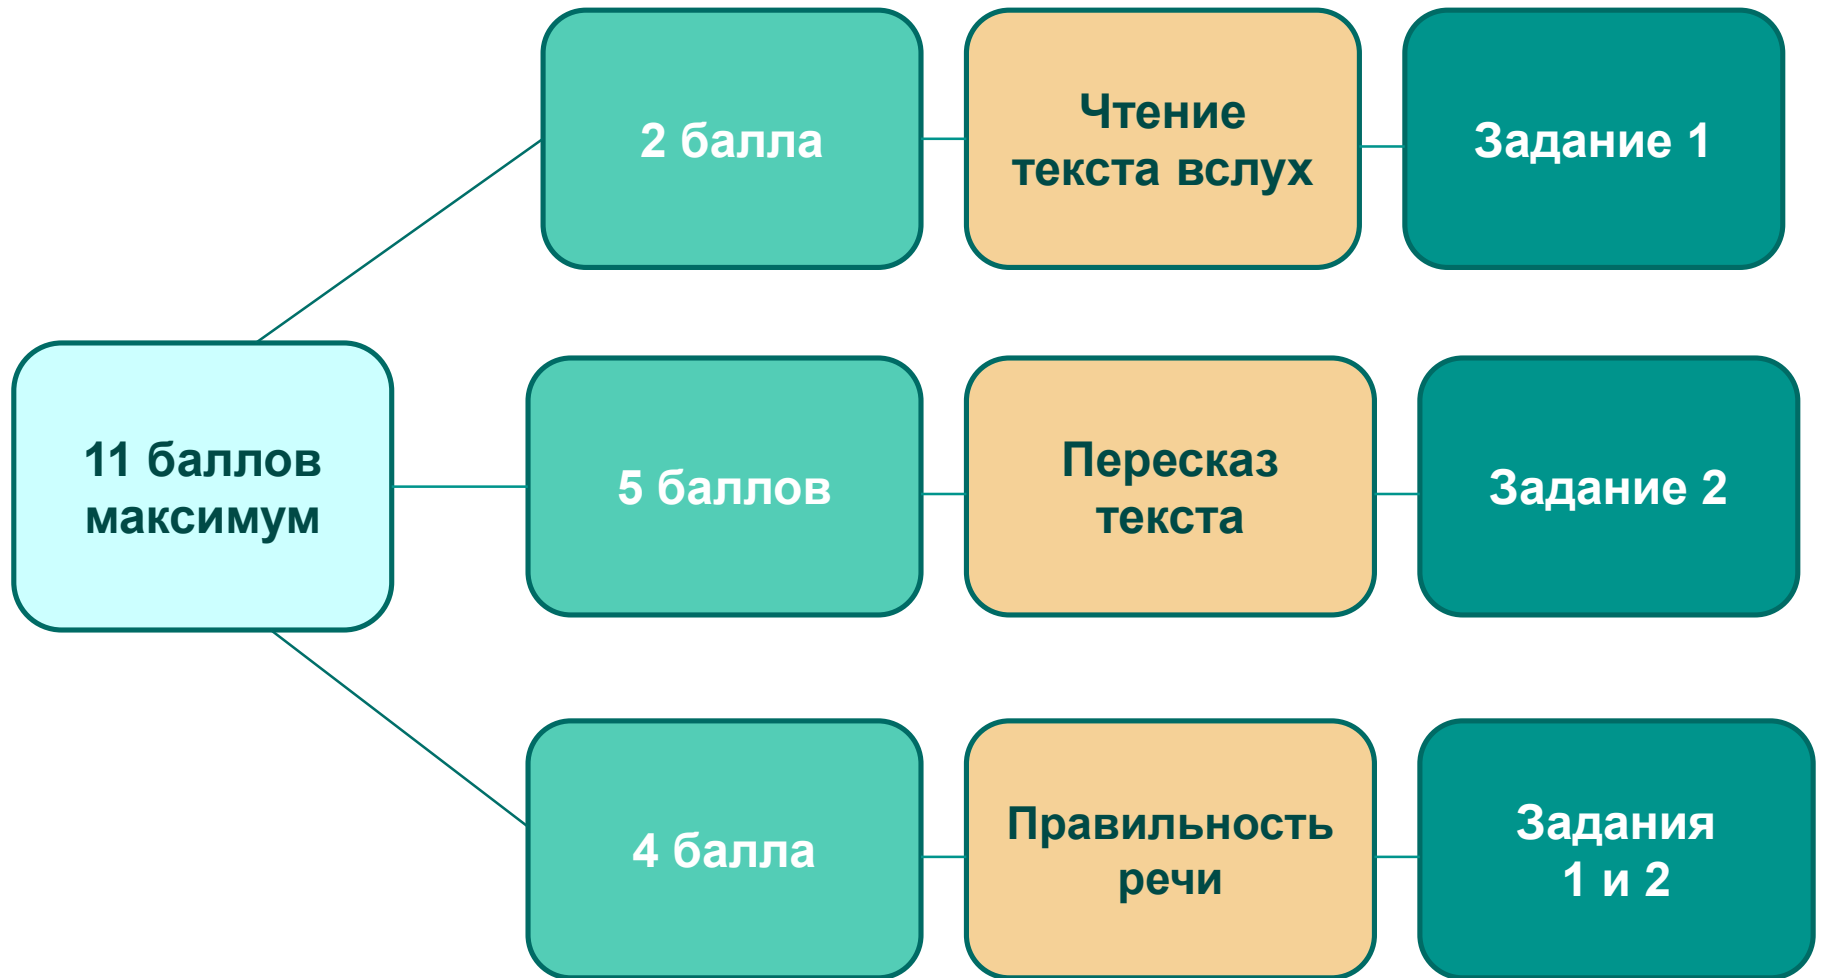 2 балла
Чтение
текста вслух
Задание 1
11 баллов
максимум
5 баллов
Пересказ
текста
Задание 2
4 балла
Правильность
речи
Задания
1 и 2